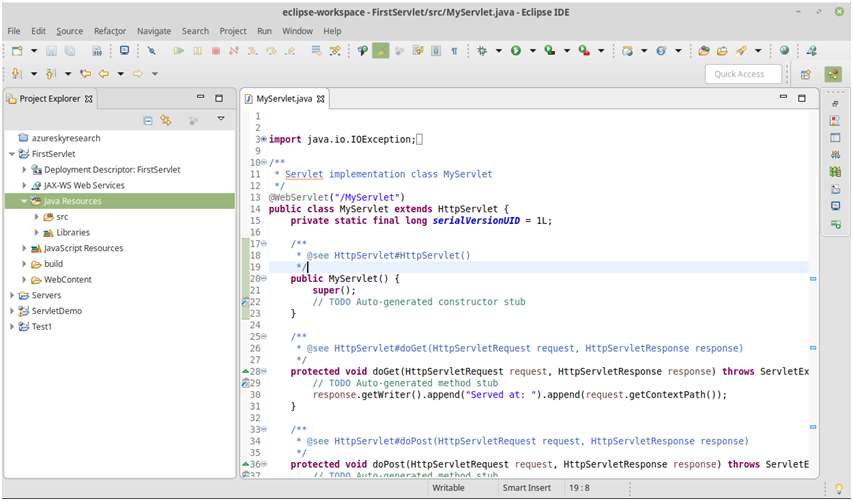 eclipse-workspace - FirstServlet/src/MyServlet.java - Eclipse IDE
File Edit Source Refactor Navigate Search Project Run Window Help
Quick Access
Project Explorer
MyServlet.java
azureskyresearch
FirstServlet
Deployment Descriptor: FirstServlet
JAX-WS Web Services
Java Resources
src
Libraries
JavaScript Resources
build
WebContent
Servers
ServletDemo
Test1
1
2
3 import java.io.IOException;
9
10 /**
11 * Servlet implementation class MyServlet
12 */
13 @WebServlet("/MyServlet")
14 public class MyServlet extends HttpServlet {
15 private static final long serialVersionUID = 1L;
16
17 /**
18 * @see HttpServlet#HttpServlet()
19 */
20 public MyServlet() {
21 super();
22 // TODO Auto-generated constructor stub
23 }
24
25 /**
26 * @see HttpServlet#doGet(HttpServletRequest request, HttpServletResponse response)
27 */
28 protected void doGet(HttpServletRequest request, HttpServletResponse response) throws ServletEx
29 // TODO Auto-generated method stub
30 response.getWriter().append("Served at: ").append(request.getContextPath());
31 }
32
33 /**
34 * @see HttpServlet#doPost(HttpServletRequest request, HttpServletResponse response)
35 */
36 protected void doPost(HttpServletRequest request, HttpServletResponse response) throws ServletE
37 // TODO Auto-generated method stub
Writable Smart Insert 19 : 8